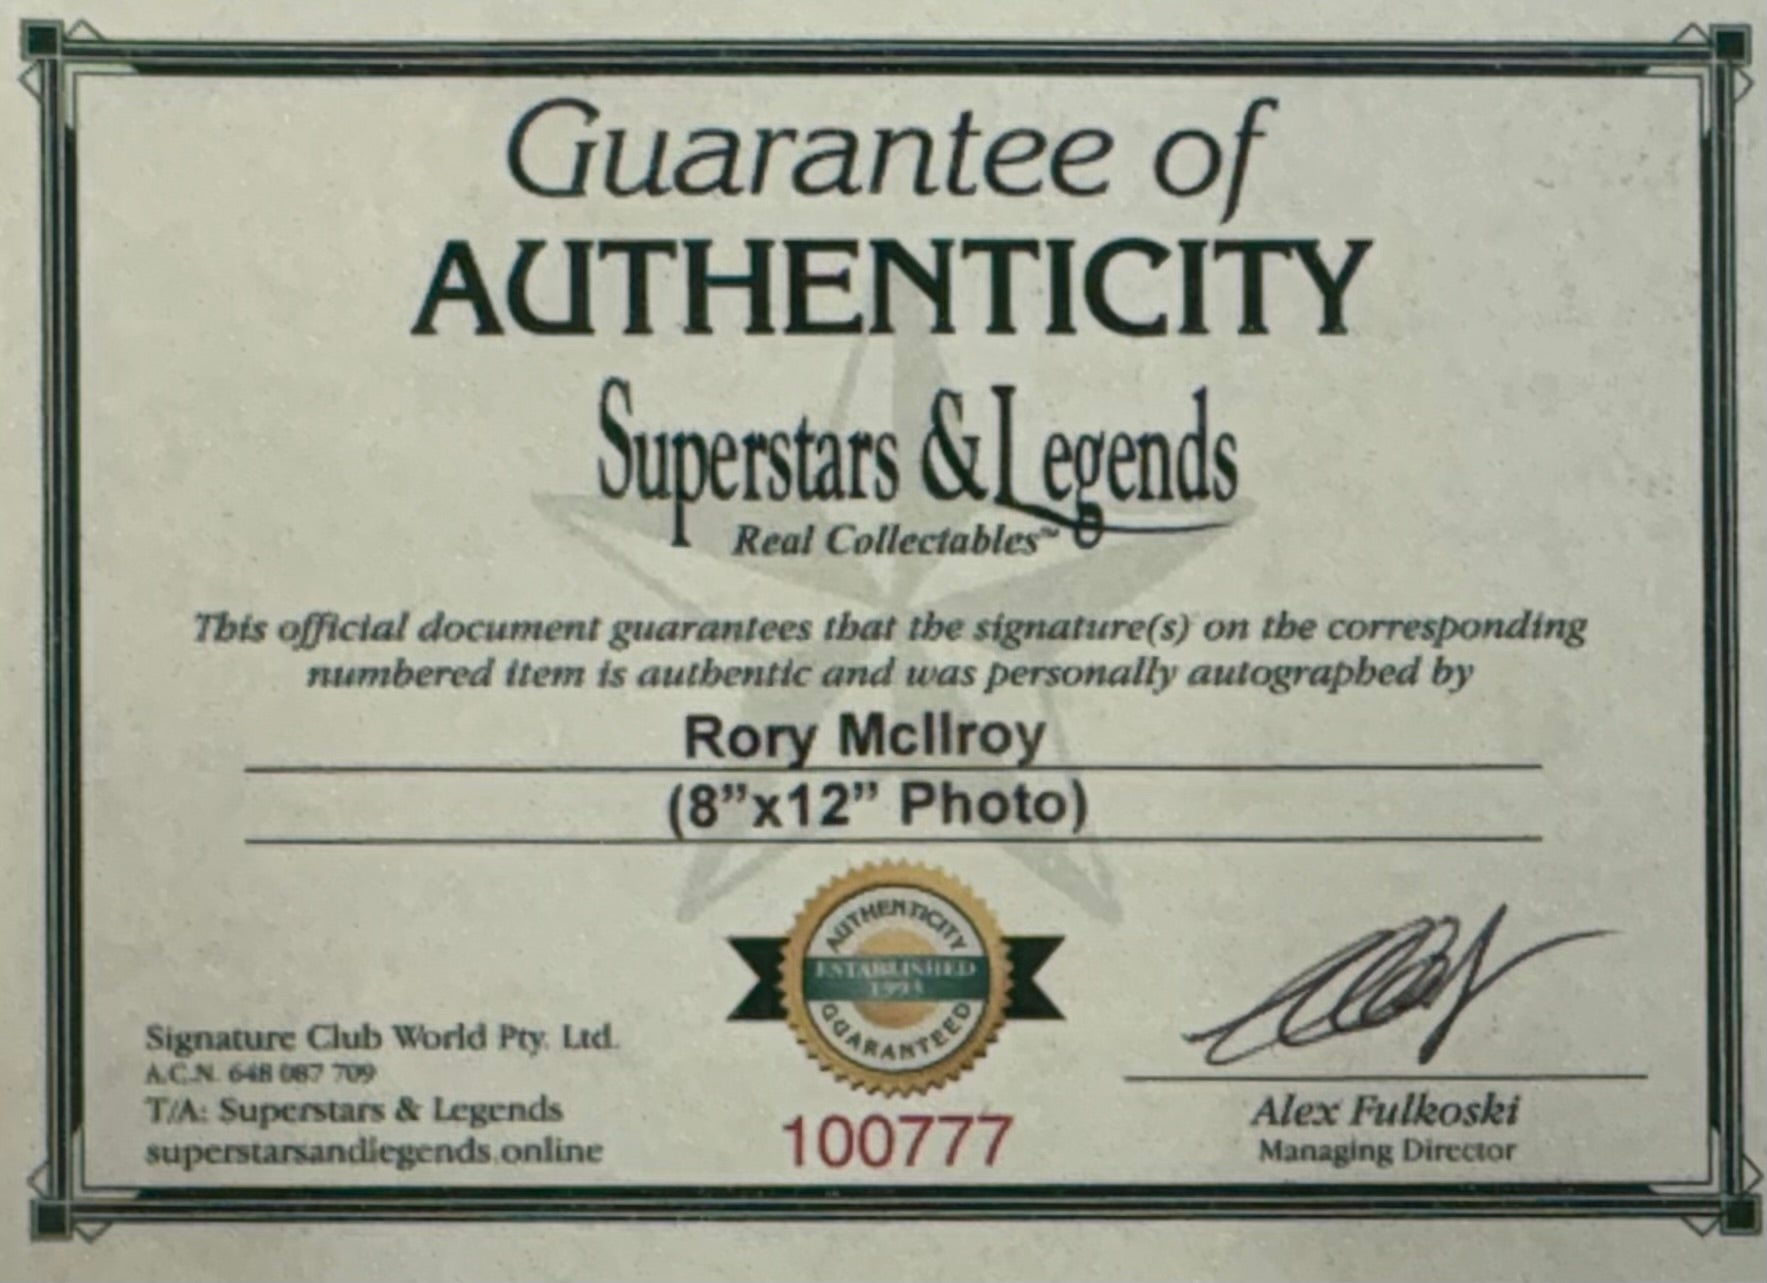 Guarantee of
AUTHENTICITY
Superstars & Legends
Real Collectables™
This official document guarantees that the signature(s) on the corresponding
numbered item is authentic and was personally autographed by
Rory McIlroy
(8”x12” Photo)
AUTHENTICITY
ESTABLISHED
GUARANTEED
Signature Club World Pty. Ltd.
A.C.N. 648 087 709
T/A: Superstars & Legends
superstarsandlegends.online
100777
Alex Fulkoski
Managing Director